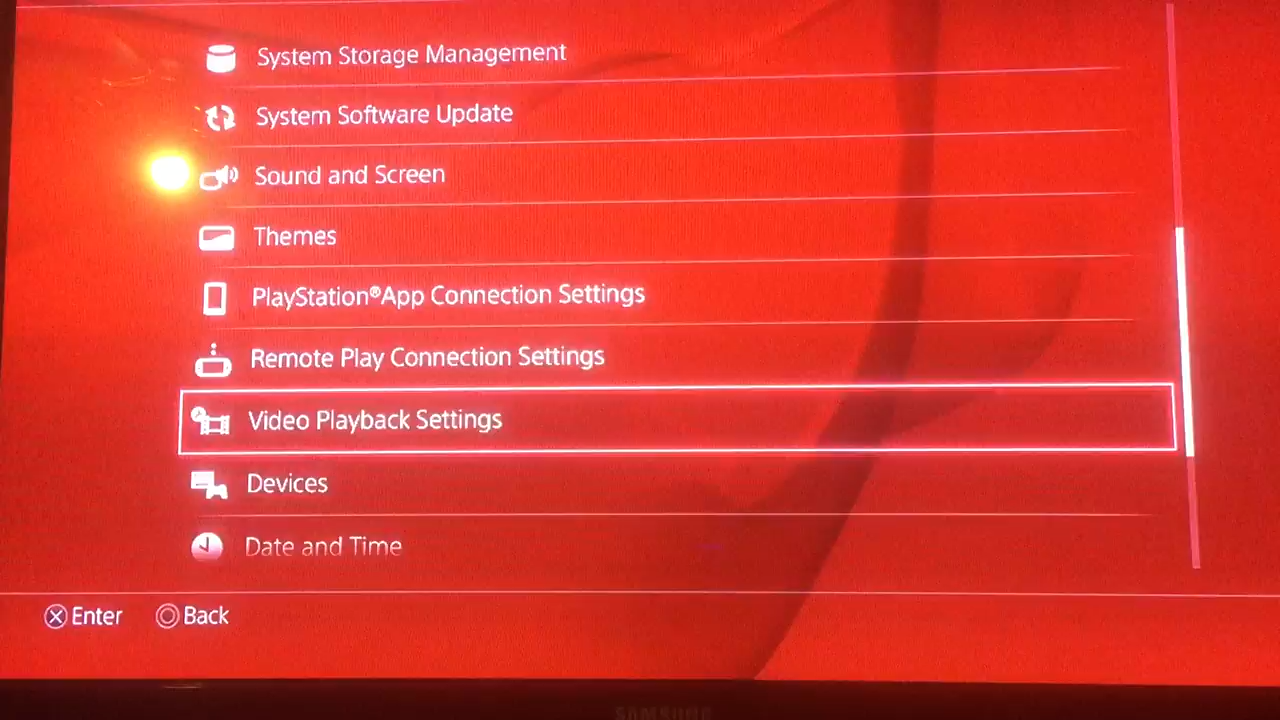 System Storage Management
System Software Update
Sound and Screen
Themes
PlayStation®App Connection Settings
Remote Play Connection Settings
Video Playback Settings
Devices
Date and Time
Enter Back
SAMSUNG